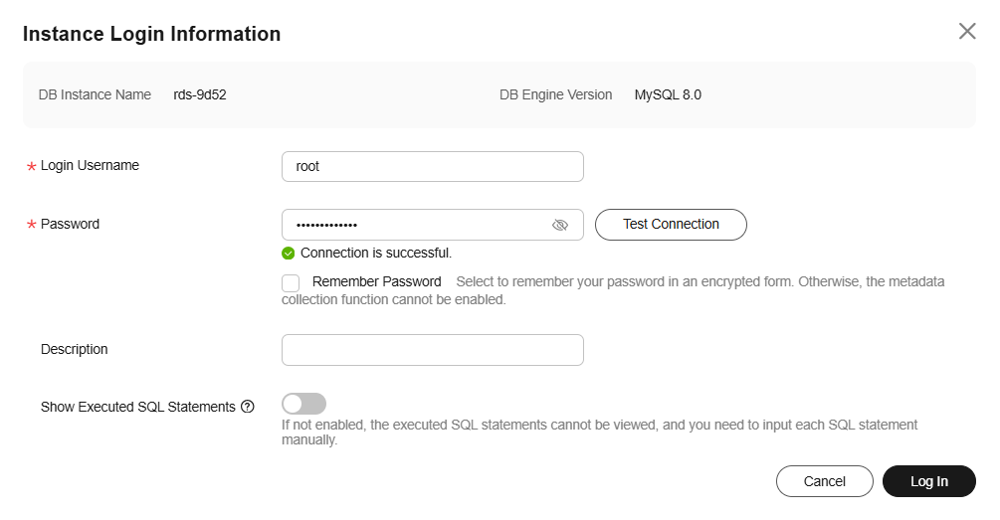 Instance Login Information
DB Instance Name rds-9d52 DB Engine Version MySQL 8.0
* Login Username root
* Password ••••••••••••• Test Connection
Connection is successful.
Remember Password Select to remember your password in an encrypted form. Otherwise, the metadata
collection function cannot be enabled.
Description
Show Executed SQL Statements ?
If not enabled, the executed SQL statements cannot be viewed, and you need to input each SQL statement
manually.
Cancel Log In